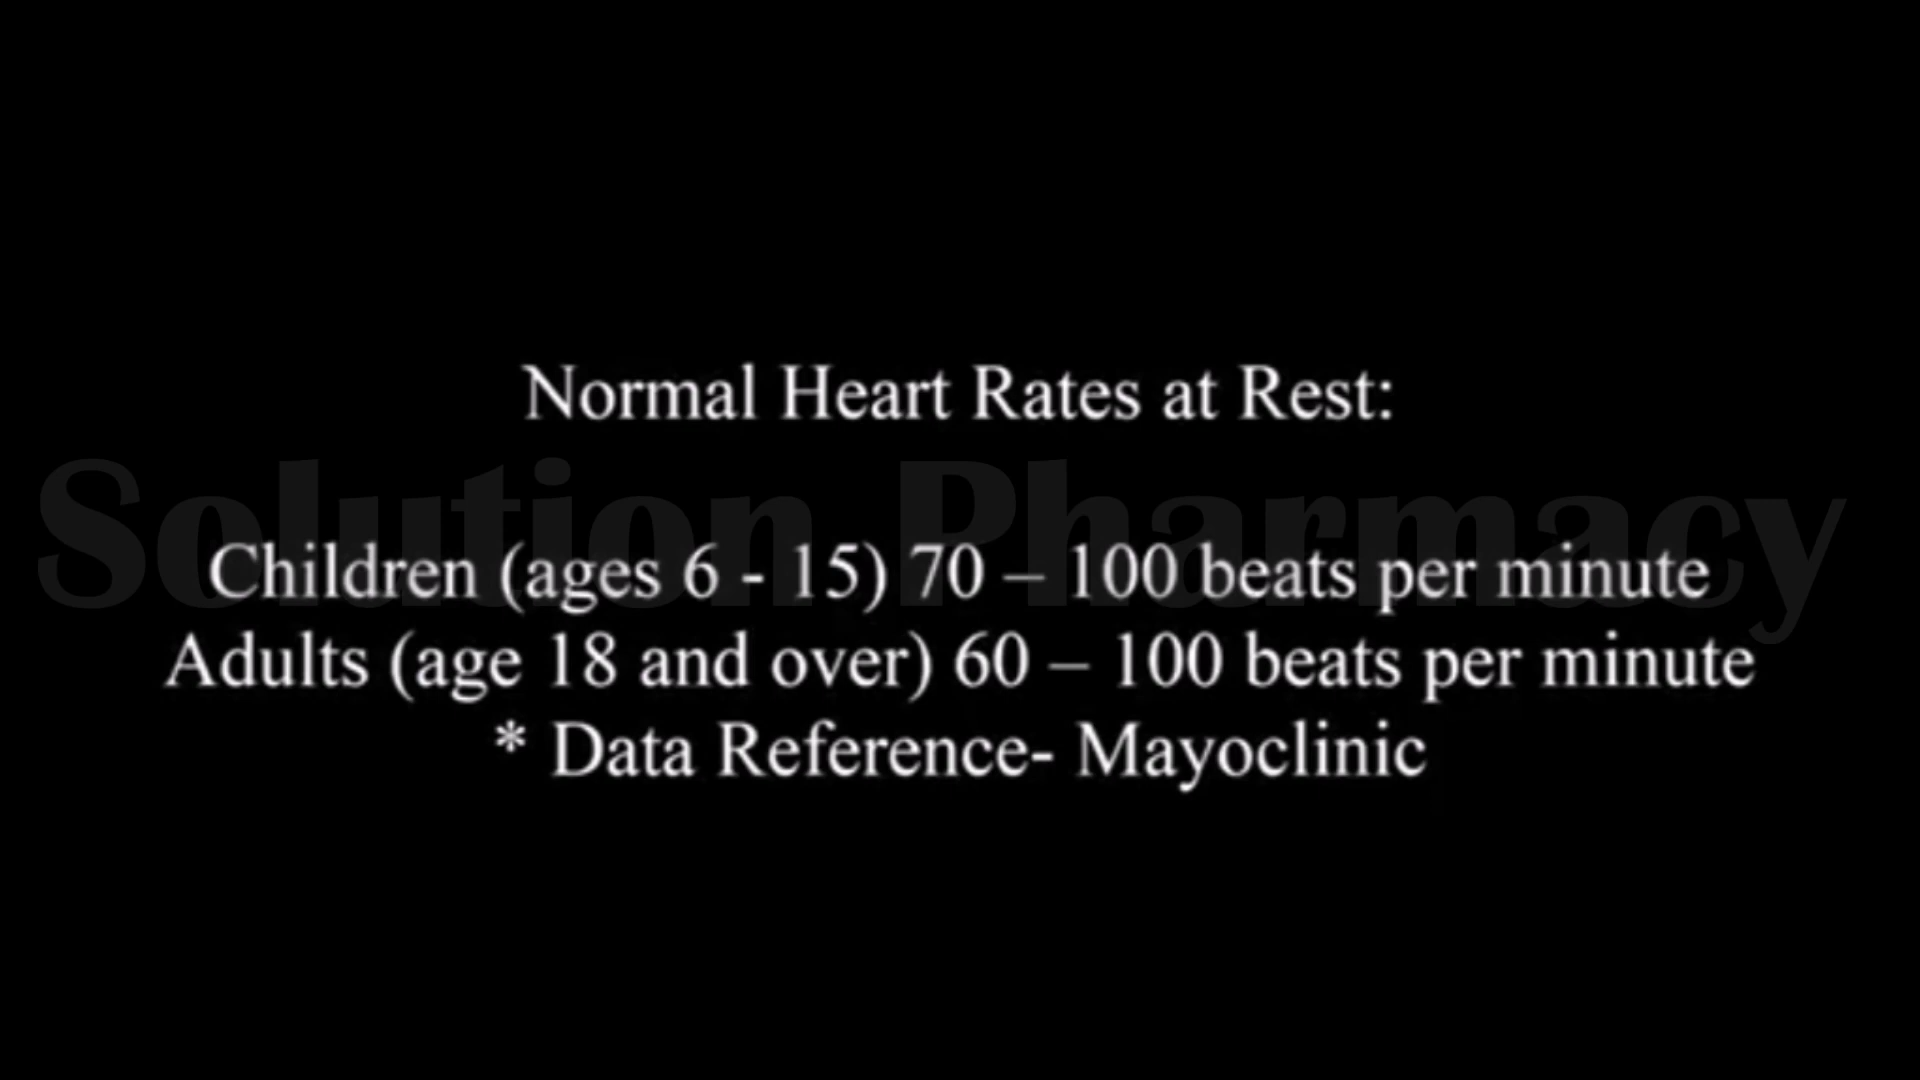 Normal Heart Rates at Rest:
Solution Pharmacy
Children (ages 6 - 15) 70 – 100 beats per minute
Adults (age 18 and over) 60 – 100 beats per minute
* Data Reference- Mayoclinic